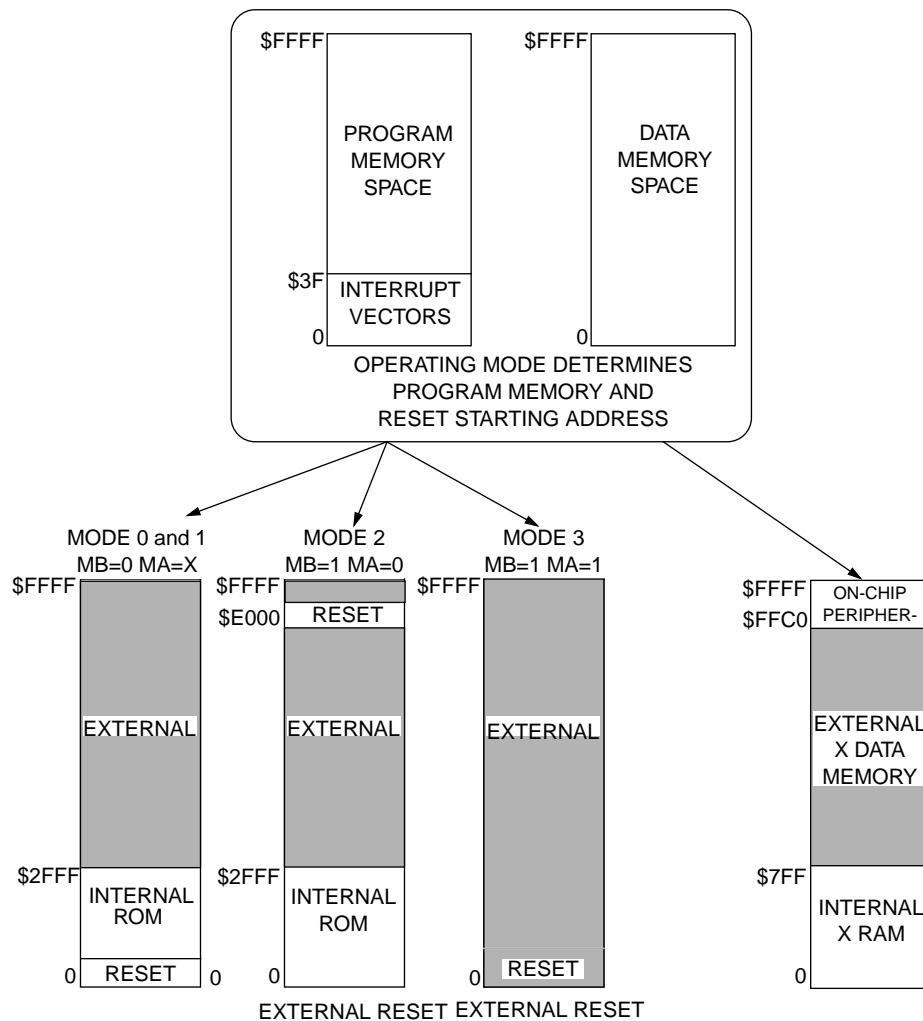 $FFFF
PROGRAM
MEMORY
SPACE
$3F
INTERRUPT
VECTORS
0
$FFFF
DATA
MEMORY
SPACE
0
OPERATING MODE DETERMINES
PROGRAM MEMORY AND
RESET STARTING ADDRESS
MODE 0 and 1
MB=0 MA=X
$FFFF
EXTERNAL
$2FFF
INTERNAL
ROM
0
RESET
0
MODE 2
MB=1 MA=0
$FFFF
$E000
RESET
EXTERNAL
$2FFF
INTERNAL
ROM
0
EXTERNAL RESET
MODE 3
MB=1 MA=1
$FFFF
EXTERNAL
RESET
0
EXTERNAL RESET
$FFFF
ON-CHIP
$FFC0
PERIPHER-
EXTERNAL
X DATA
MEMORY
$7FF
INTERNAL
X RAM
0